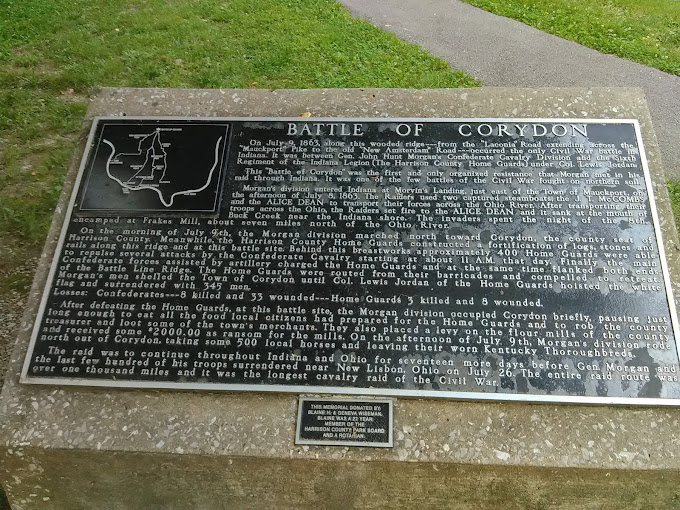 BATTLE OF CORYDON
On July 9, 1863, along this wooded ridge---from the "Laconia Road extending across the
"Mauckport" Pike to the old "New Amsterdam" Road---occurred the only Civil War battle in
Indiana. It was between Gen. John Hunt Morgan's Confederate Cavalry Division and the Sixth
Regiment of the Indiana Legion (The Harrison County Home Guards) under Col. Lewis Jordan.
This "Battle of Corydon" was the first and only organized resistance that Morgan met in his
raid through Indiana. It was one of the few battles of the Civil War fought on northern soil.
Morgan's division entered Indiana at Morvin's Landing, just east of the Town of Mauckport, on
the afternoon of July 8, 1863. The Raiders used two captured steamboats, the J. T. McCOMBS,
and the ALICE DEAN to transport their forces across the Ohio River. After transporting their
troops across the Ohio, the Raiders set fire to the ALICE DEAN and it sank at the mouth of
Buck Creek near the Indiana shore. The invaders spent the night of the 8th,
encamped at Frakes Mill, about seven miles north of the Ohio River.
On the morning of July 9th, the Morgan division marched north toward Corydon, the county seat of
Harrison County. Meanwhile, the Harrison County Home Guards constructed a fortification of logs, stones and
rails along this ridge and at this battle site. Behind this breastworks approximately 400 Home Guards were able
to repulse several attacks by the Confederate Cavalry starting at about 11 A.M. that day. Finally the main
Confederate forces assisted by artillery charged the Home Guards and at the same time flanked both ends
of the Battle Line Ridge. The Home Guards were routed from their barricades and compelled to retreat.
Morgan's men shelled the Town of Corydon until Col. Lewis Jordan of the Home Guards hoisted the white
flag and surrendered with 345 men.
Losses: Confederates---8 killed and 33 wounded---Home Guards 3 killed and 8 wounded.
After defeating the Home Guards, at this battle site, the Morgan division occupied Corydon briefly, pausing just
long enough to eat all the food local citizens had prepared for the Home Guards and to rob the county
treasurer and loot some of the town's merchants. They also placed a levy on the flour mills of the county
and received some $2000.00 as ransom for the mills. On the afternoon of July 9th, Morgan's division rode
north out of Corydon, taking some 500 local horses and leaving their worn Kentucky Thoroughbreds.
The raid was to continue throughout Indiana and Ohio for seventeen more days before Gen. Morgan and
the last few hundred of his troops surrendered near New Lisbon, Ohio on July 26. The entire raid route was
over one thousand miles and it was the longest cavalry raid of the Civil War.
THIS MEMORIAL DONATED BY
BLAINE H. & GENEVA WISEMAN.
BLAINE WAS A 22 YEAR
MEMBER OF THE
HARRISON COUNTY PARK BOARD
AND A ROTARIAN.